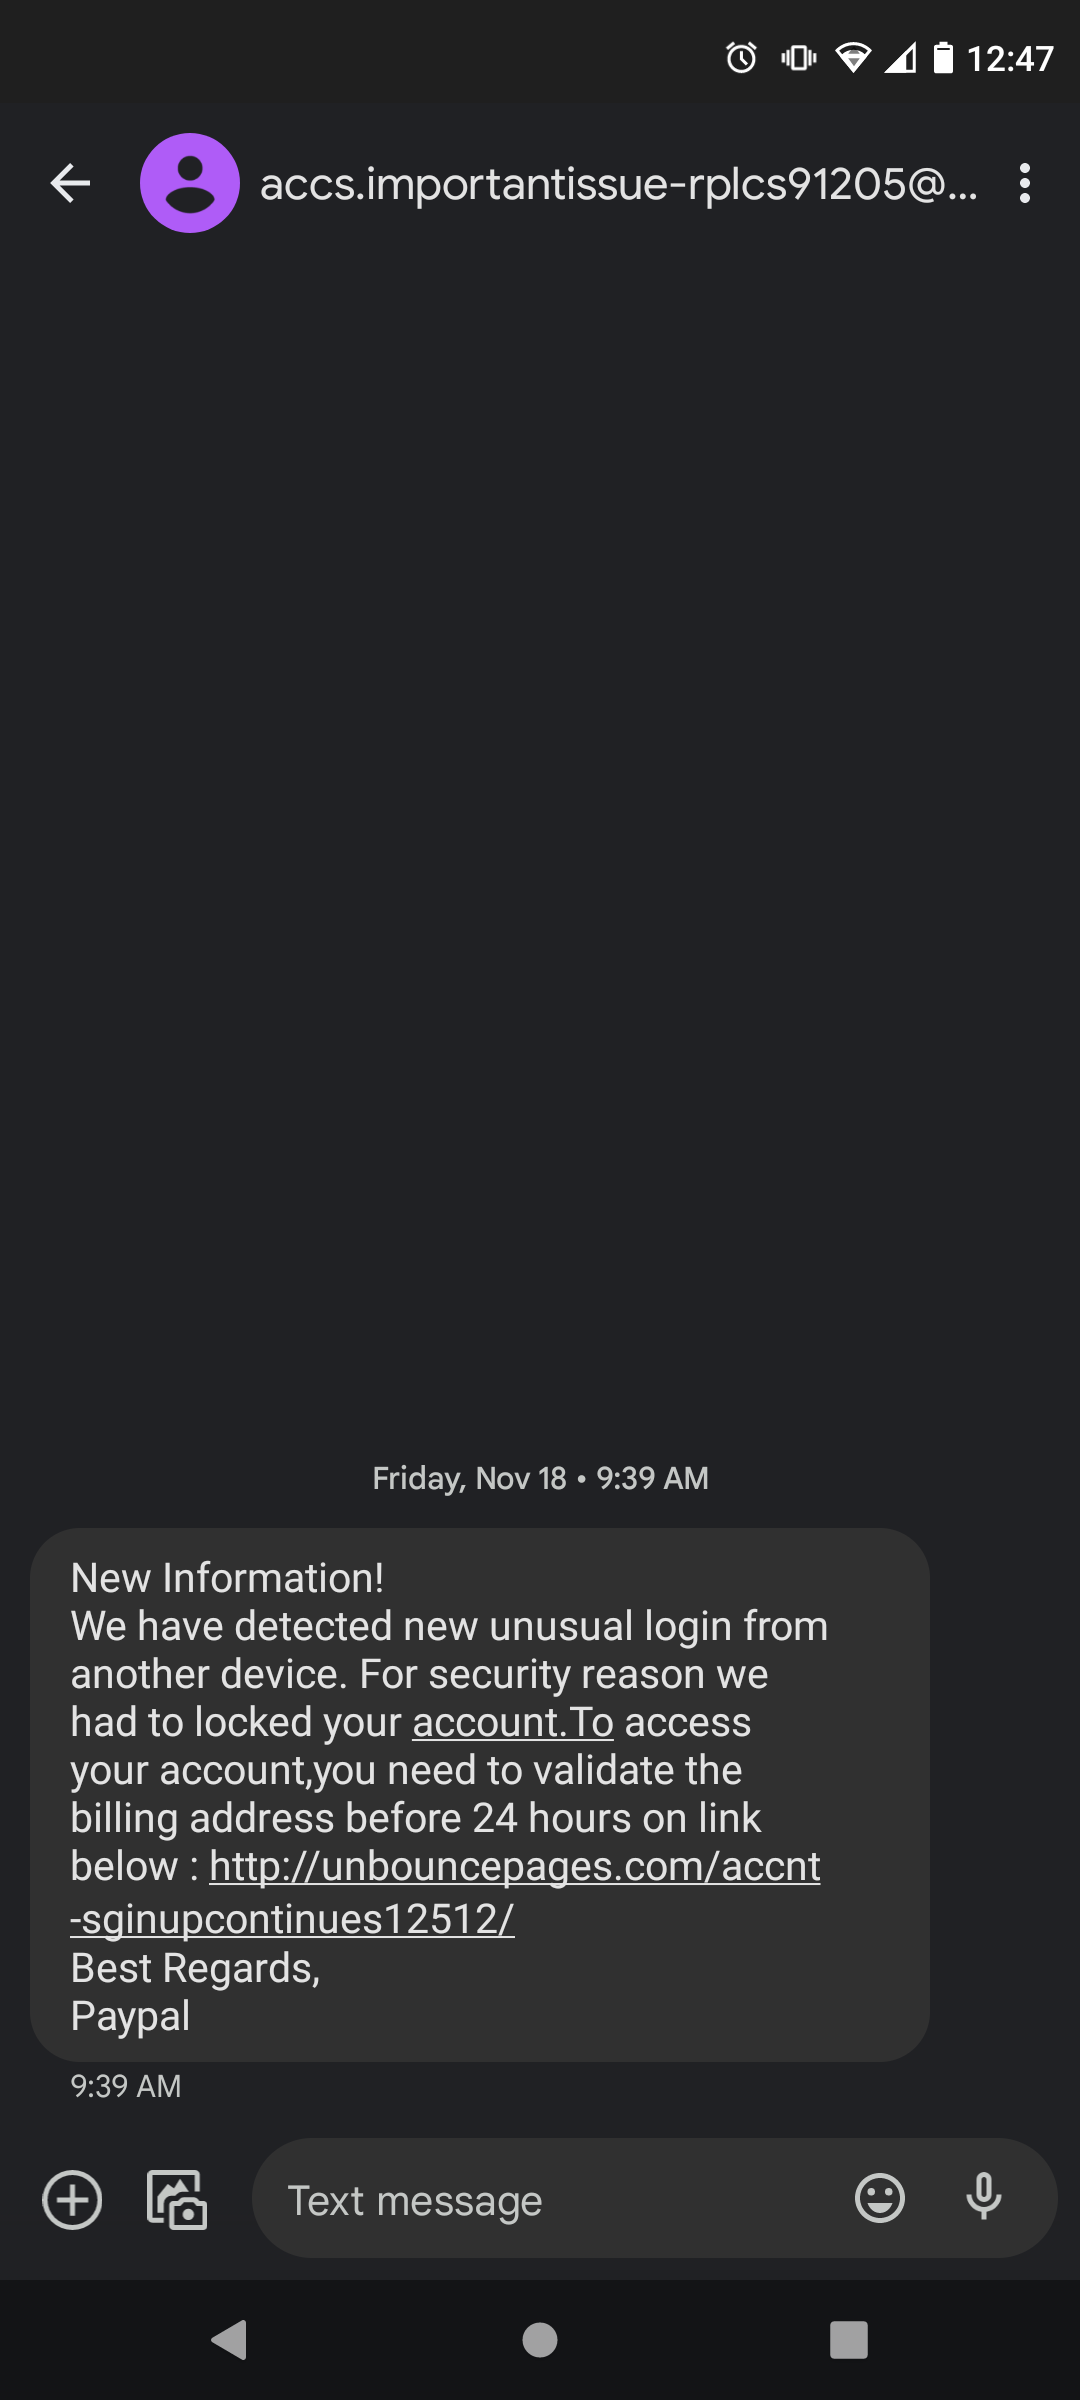 12:47
accs.importantissue-rplcs91205@...
Friday, Nov 18 • 9:39 AM
New Information!
We have detected new unusual login from
another device. For security reason we
had to locked your account.To access
your account,you need to validate the
billing address before 24 hours on link
below : http://unbouncepages.com/accnt
-sginupcontinues12512/
Best Regards,
Paypal
9:39 AM
Text message